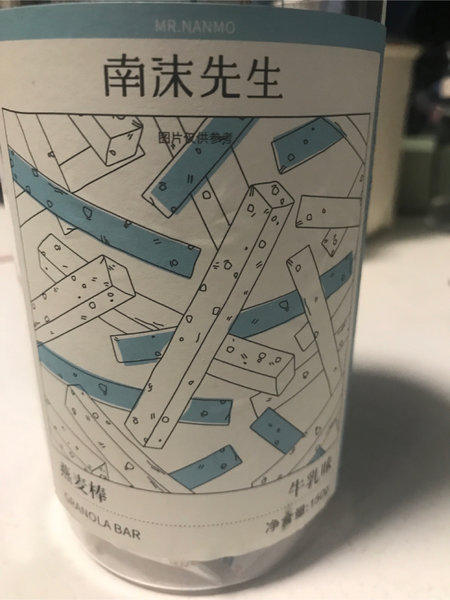 MR.NANMO
南沫先生
图片仅供参考
燕麦棒
牛乳味
GRANOLA BAR
净含量:150g